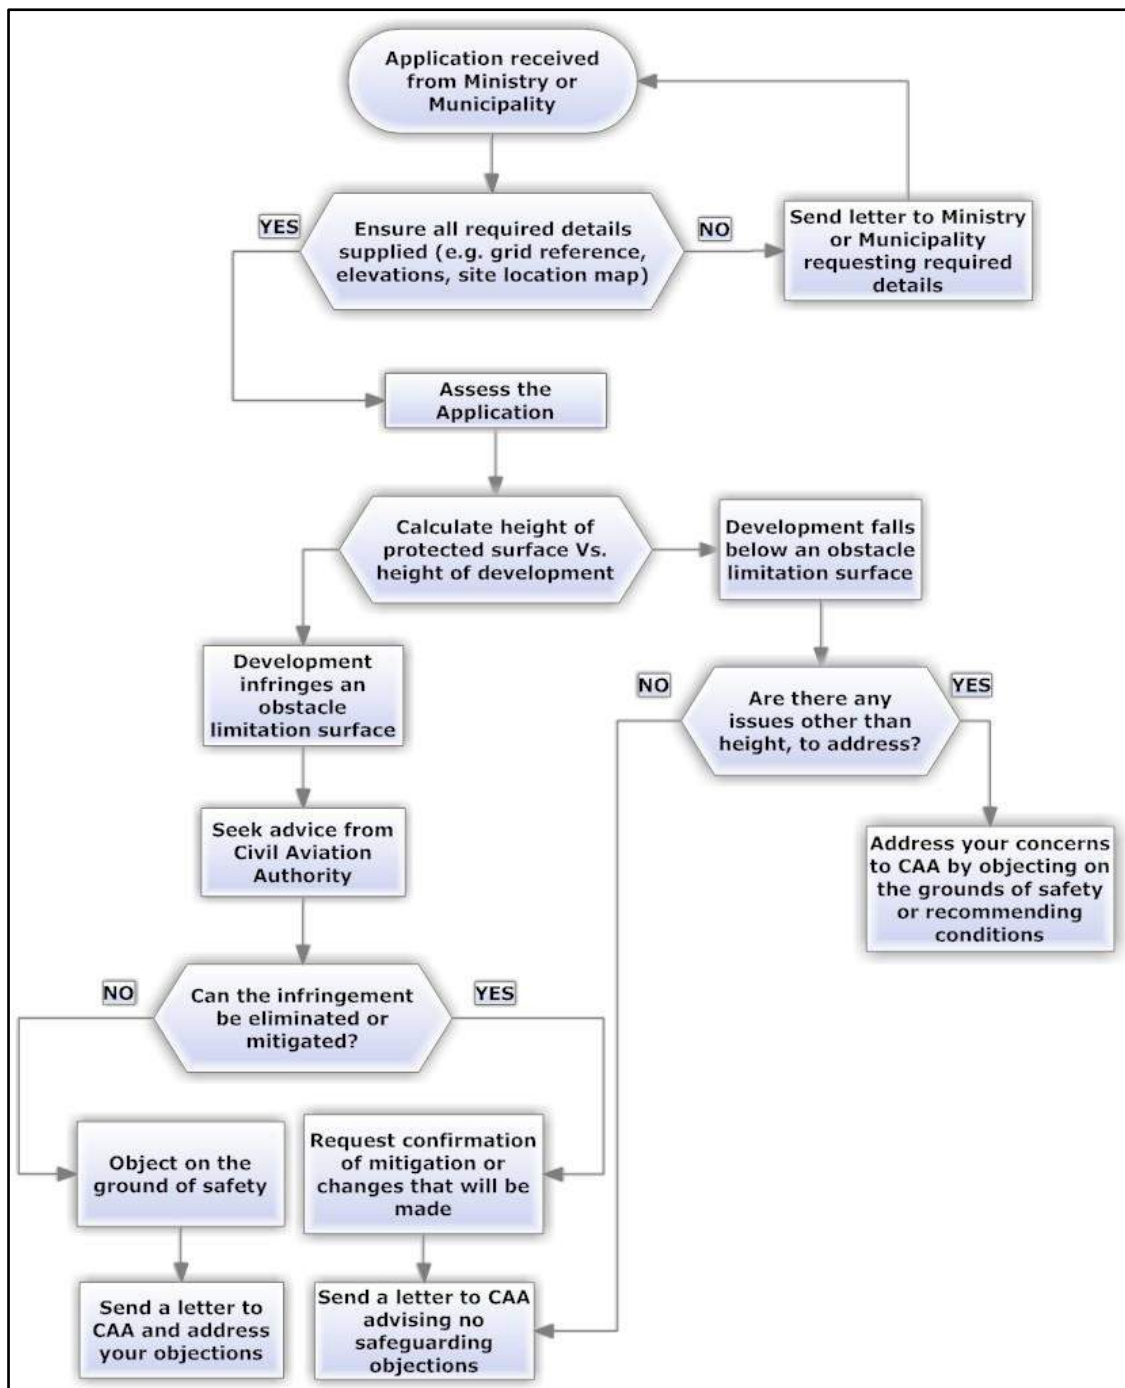 Application received
from Ministry or
Municipality
YES
Ensure all required details
supplied (e.g. grid reference,
elevations, site location map)
NO
Send letter to Ministry
or Municipality
requesting required
details
Assess the
Application
Calculate height of
protected surface Vs.
height of development
Development falls
below an obstacle
limitation surface
Development
infringes an
obstacle
limitation surface
NO
Are there any
issues other than
height, to address?
YES
Seek advice from
Civil Aviation
Authority
Address your concerns
to CAA by objecting on
the grounds of safety
or recommending
conditions
NO
Can the infringement
be eliminated or
mitigated?
YES
Object on the
ground of safety
Request confirmation
of mitigation or
changes that will be
made
Send a letter to
CAA and address
your objections
Send a letter to CAA
advising no
safeguarding
objections